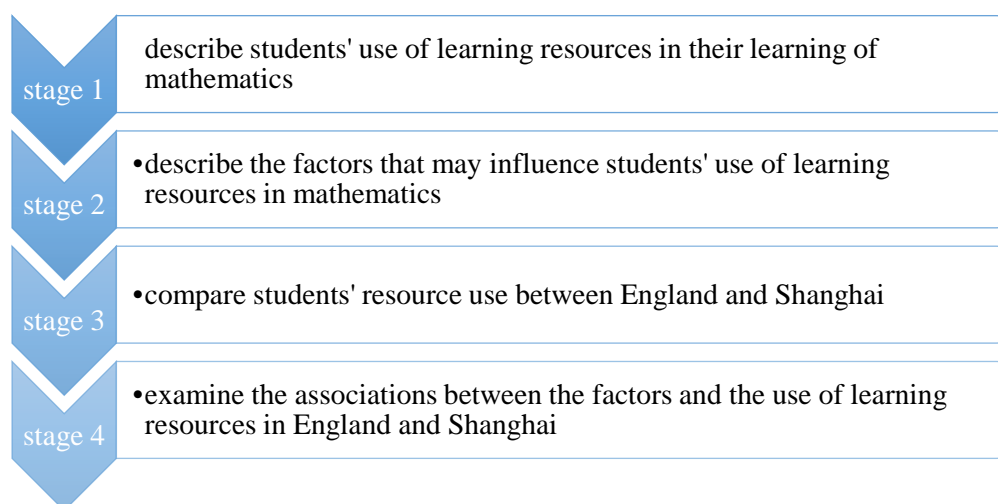 stage 1
describe students' use of learning resources in their learning of
mathematics
stage 2
•describe the factors that may influence students' use of learning
resources in mathematics
stage 3
•compare students' resource use between England and Shanghai
stage 4
•examine the associations between the factors and the use of learning
resources in England and Shanghai